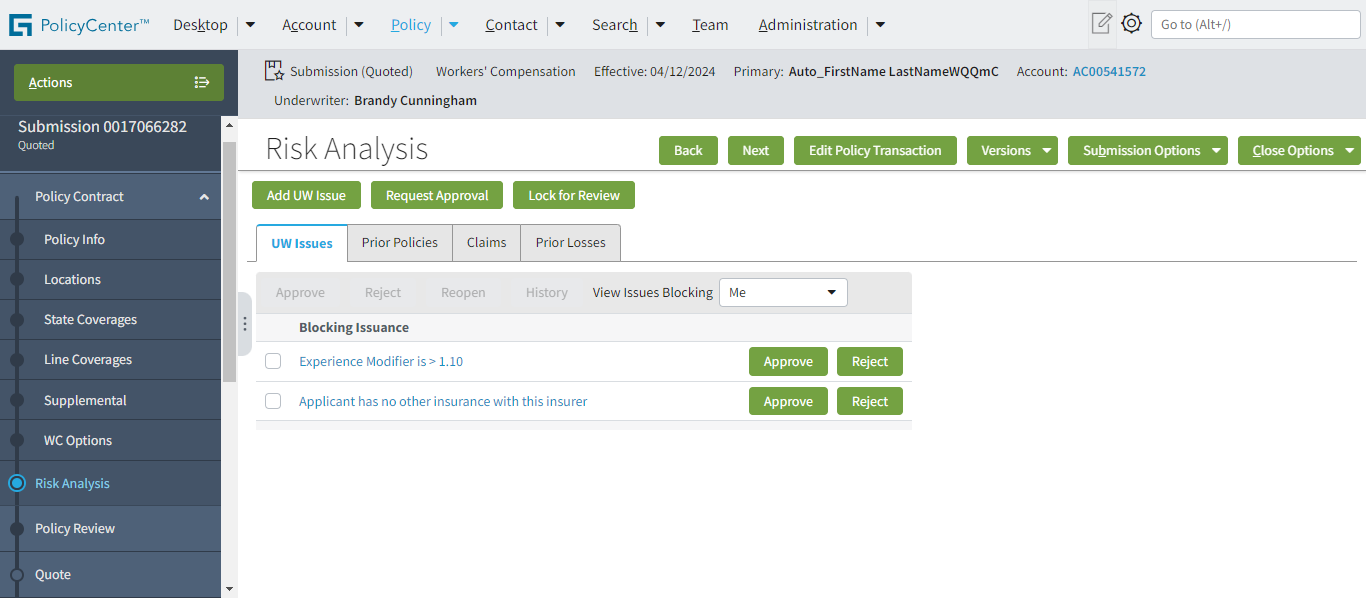 PolicyCenter™ Desktop Account Policy Contact Search Team Administration Go to (Alt+/)
Actions
Submission 0017066282
Quoted
Policy Contract
Policy Info
Locations
State Coverages
Line Coverages
Supplemental
WC Options
Risk Analysis
Policy Review
Quote
Submission (Quoted) Workers' Compensation Effective: 04/12/2024 Primary: Auto_FirstName LastNameWQQmC Account: AC00541572
Underwriter: Brandy Cunningham
Risk Analysis Back Next Edit Policy Transaction Versions Submission Options Close Options
Add UW Issue Request Approval Lock for Review
UW Issues Prior Policies Claims Prior Losses
Approve Reject Reopen History View Issues Blocking Me
Blocking Issuance
Experience Modifier is > 1.10 Approve Reject
Applicant has no other insurance with this insurer Approve Reject